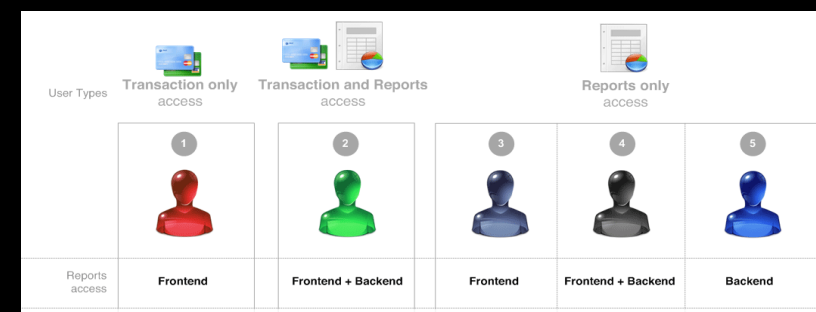 User Types
Transaction only
access
Transaction and Reports
access
Reports only
access
1
2
3
4
5
Reports
access
Frontend
Frontend + Backend
Frontend
Frontend + Backend
Backend